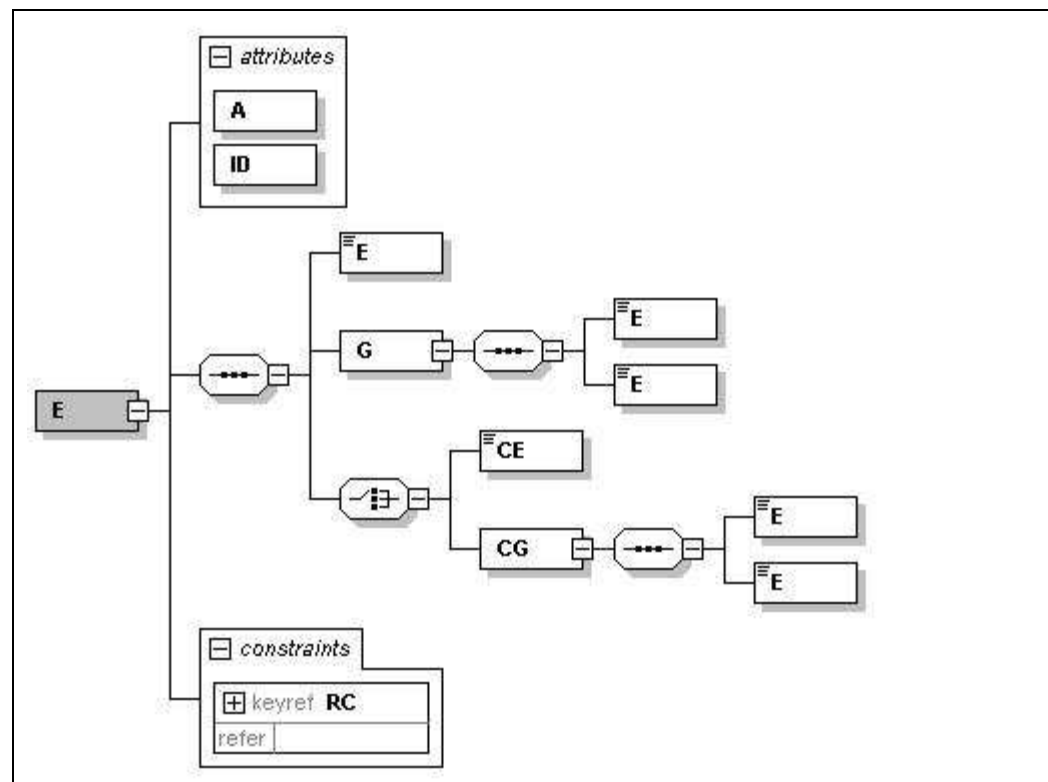 attributes
A
ID
E
G
E
E
E
CE
CG
E
E
constraints
keyref RC
refer